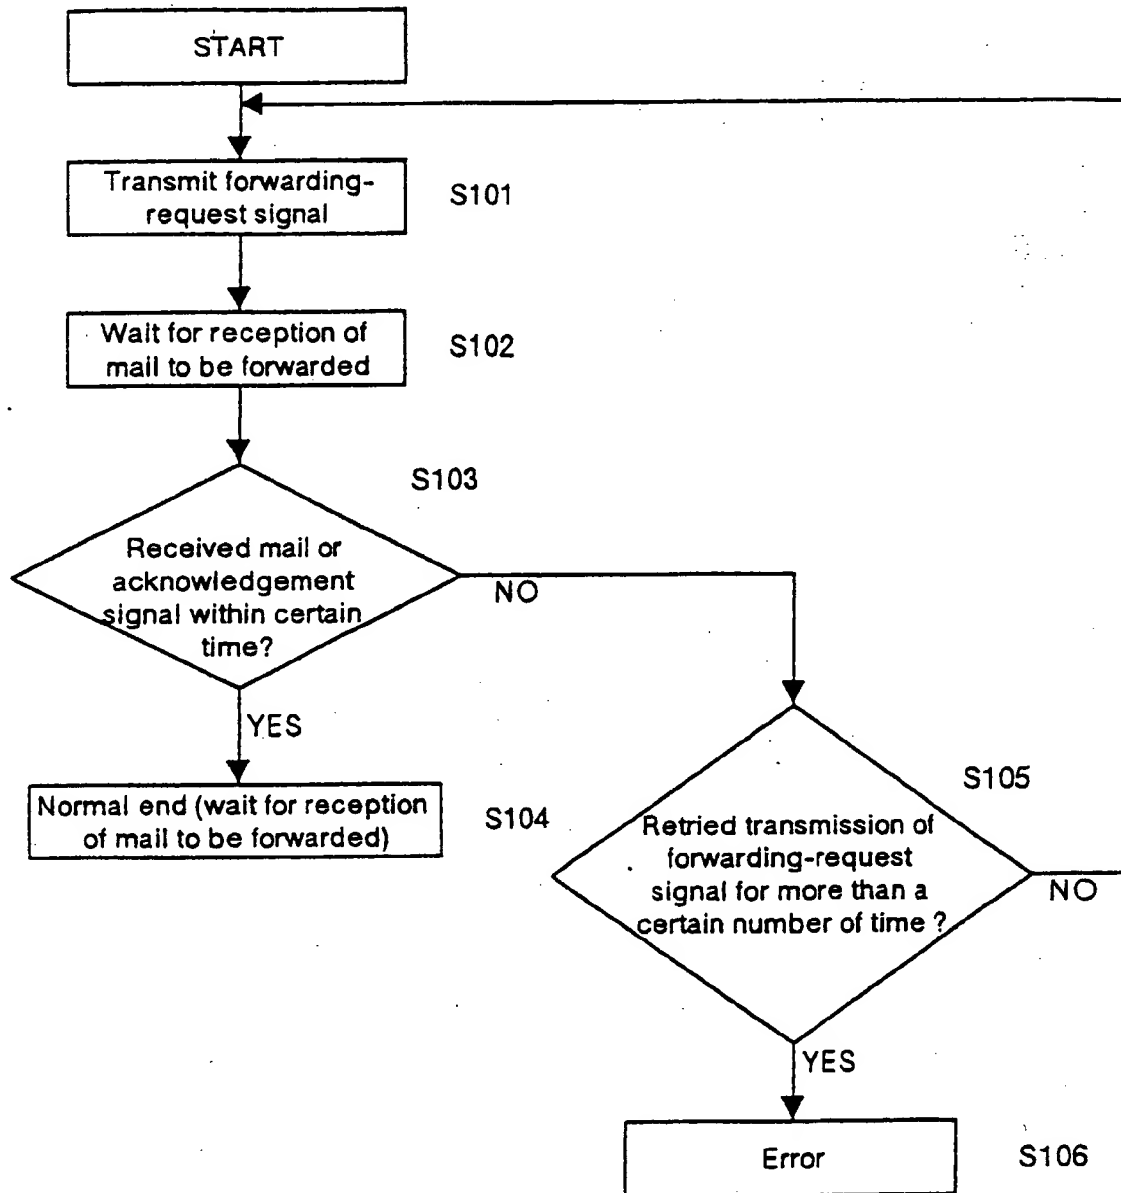 START
Transmit forwarding-
request signal
S101
Wait for reception of
mail to be forwarded
S102
S103
Received mail or
acknowledgement
signal within certain
time?
NO
YES
Normal end (wait for reception
of mail to be forwarded)
S104
S105
Retried transmission of
forwarding-request
signal for more than a
certain number of time ?
NO
YES
Error
S106